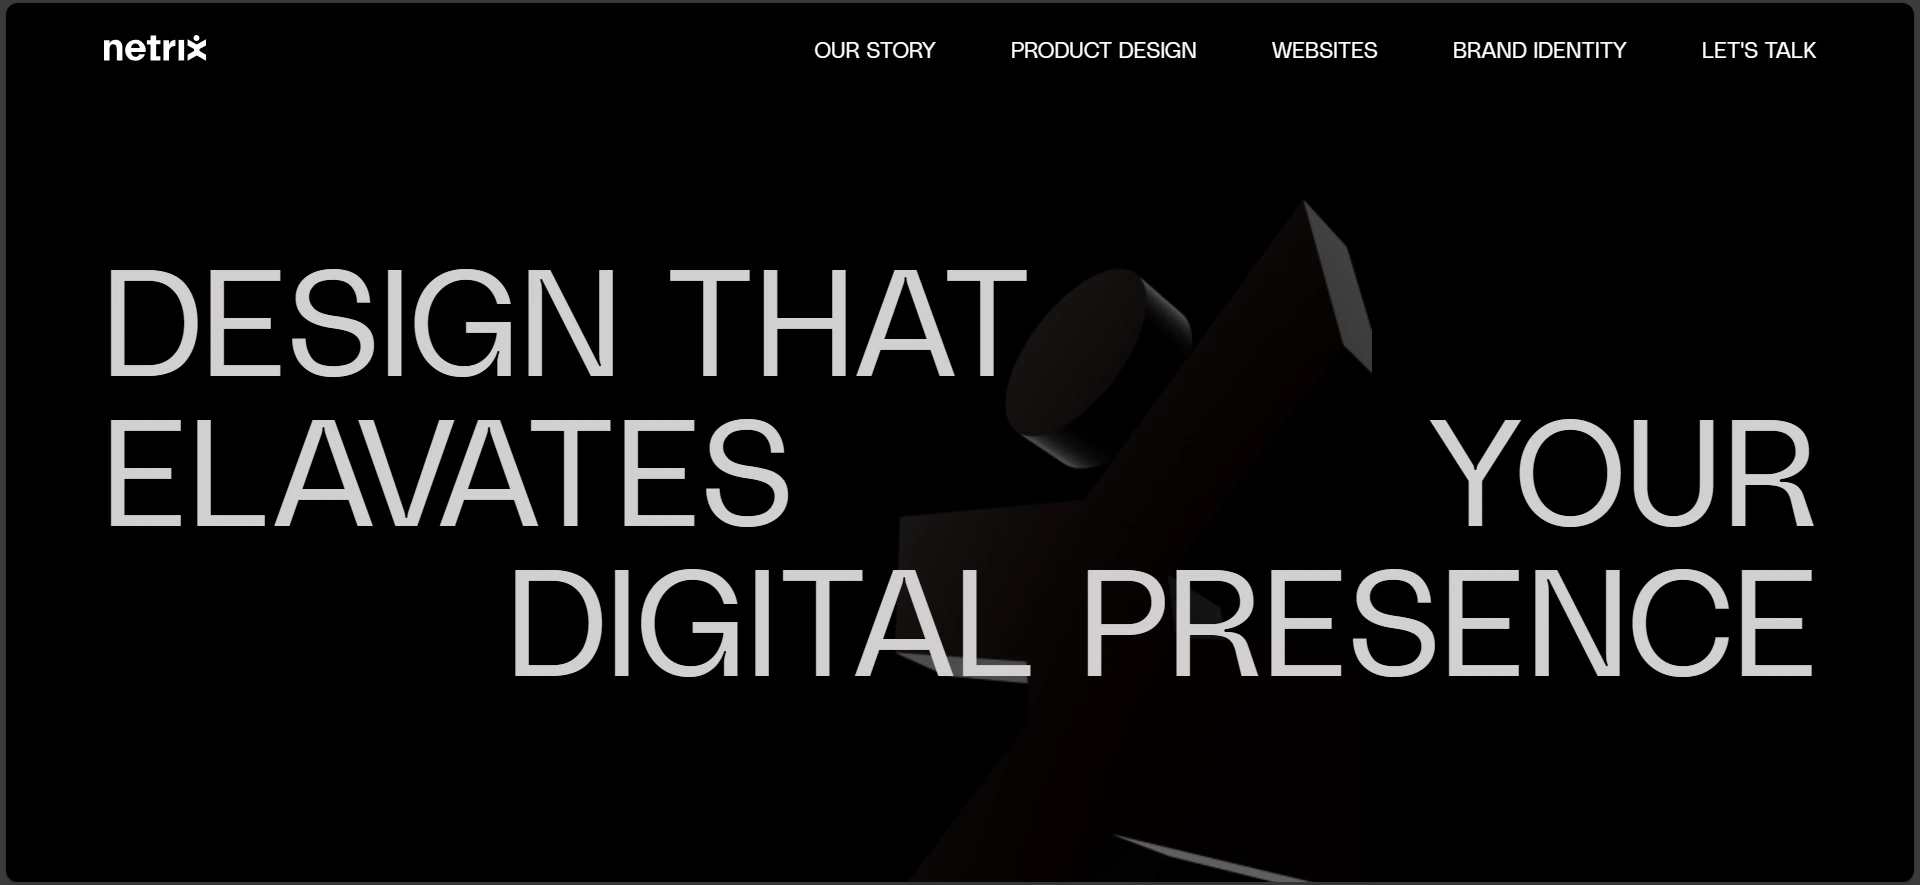 netrix
OUR STORY PRODUCT DESIGN WEBSITES BRAND IDENTITY LET'S TALK
DESIGN THAT
ELAVATES YOUR
DIGITAL PRESENCE